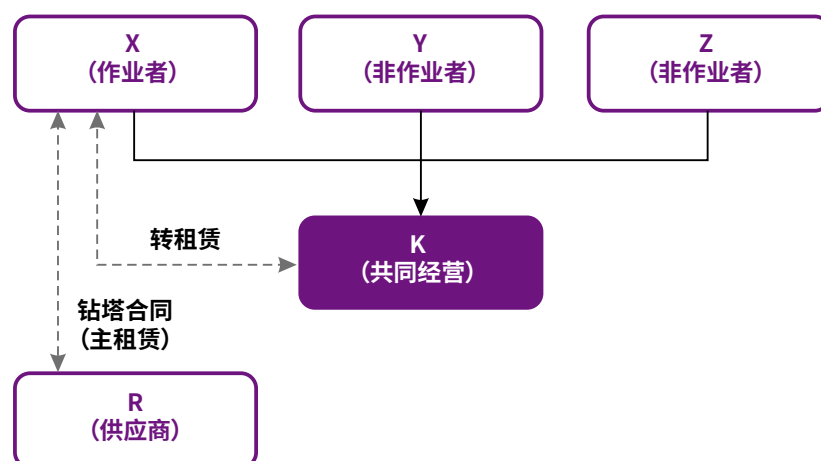 X
（作业者）
Y
（非作业者）
Z
（非作业者）
转租赁
K
（共同经营）
钻塔合同
（主租赁）
R
（供应商）